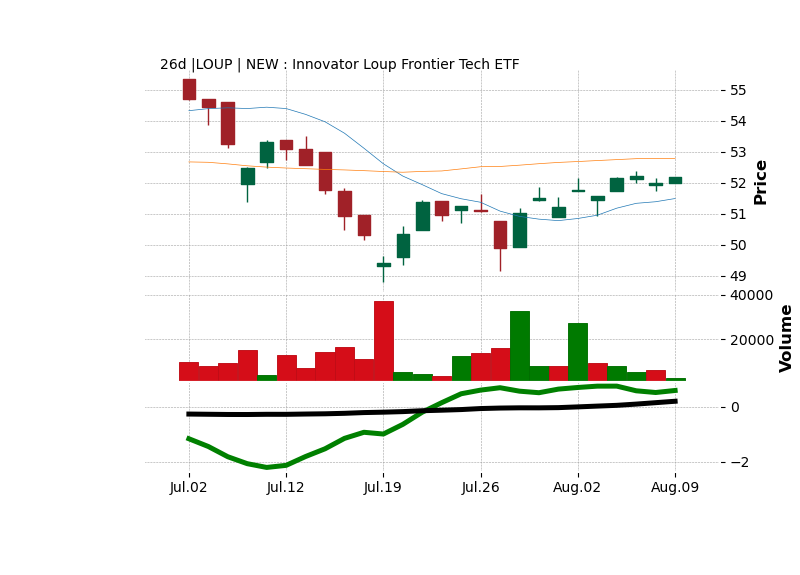 26d |LOUP | NEW : Innovator Loup Frontier Tech ETF
55
54
53
52
51
50
49
Price
40000
20000
Volume
0
−2
Jul.02 Jul.12 Jul.19 Jul.26 Aug.02 Aug.09